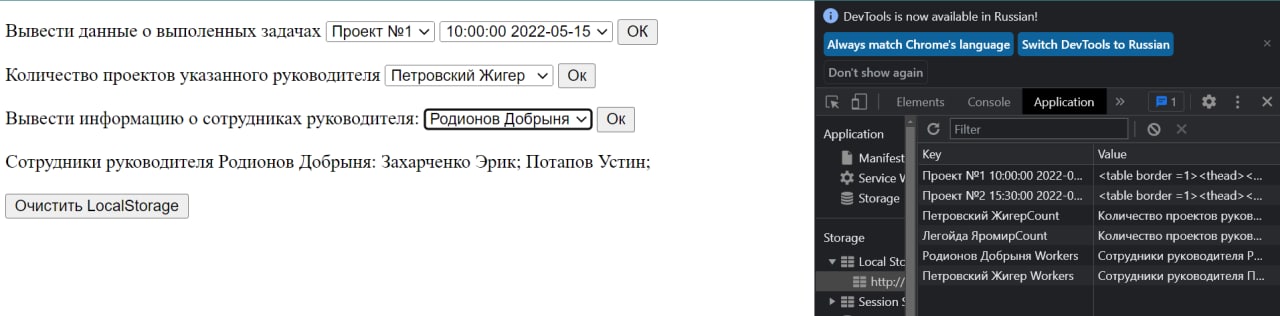 Вывести данные о выполенных задачах Проект №1 10:00:00 2022-05-15 ОК
Количество проектов указанного руководителя Петровский Жигер Ок
Вывести информацию о сотрудниках руководителя: Родионов Добрыня Ок
Сотрудники руководителя Родионов Добрыня: Захарченко Эрик; Потапов Устин;
Очистить LocalStorage
DevTools is now available in Russian!
Always match Chrome's language Switch DevTools to Russian
Don't show again
Elements Console Application » 1
Application
Manifest
Service W
Storage
Storage
Local Sto
http://
Session S
Filter
Key Value
Проект №1 10:00:00 2022-0... <table border =1><thead><...
Проект №2 15:30:00 2022-0... <table border =1><thead><...
Петровский ЖигерCount Количество проектов руков...
Легойда ЯромирCount Количество проектов руков...
Родионов Добрыня Workers Сотрудники руководителя Р...
Петровский Жигер Workers Сотрудники руководителя П...